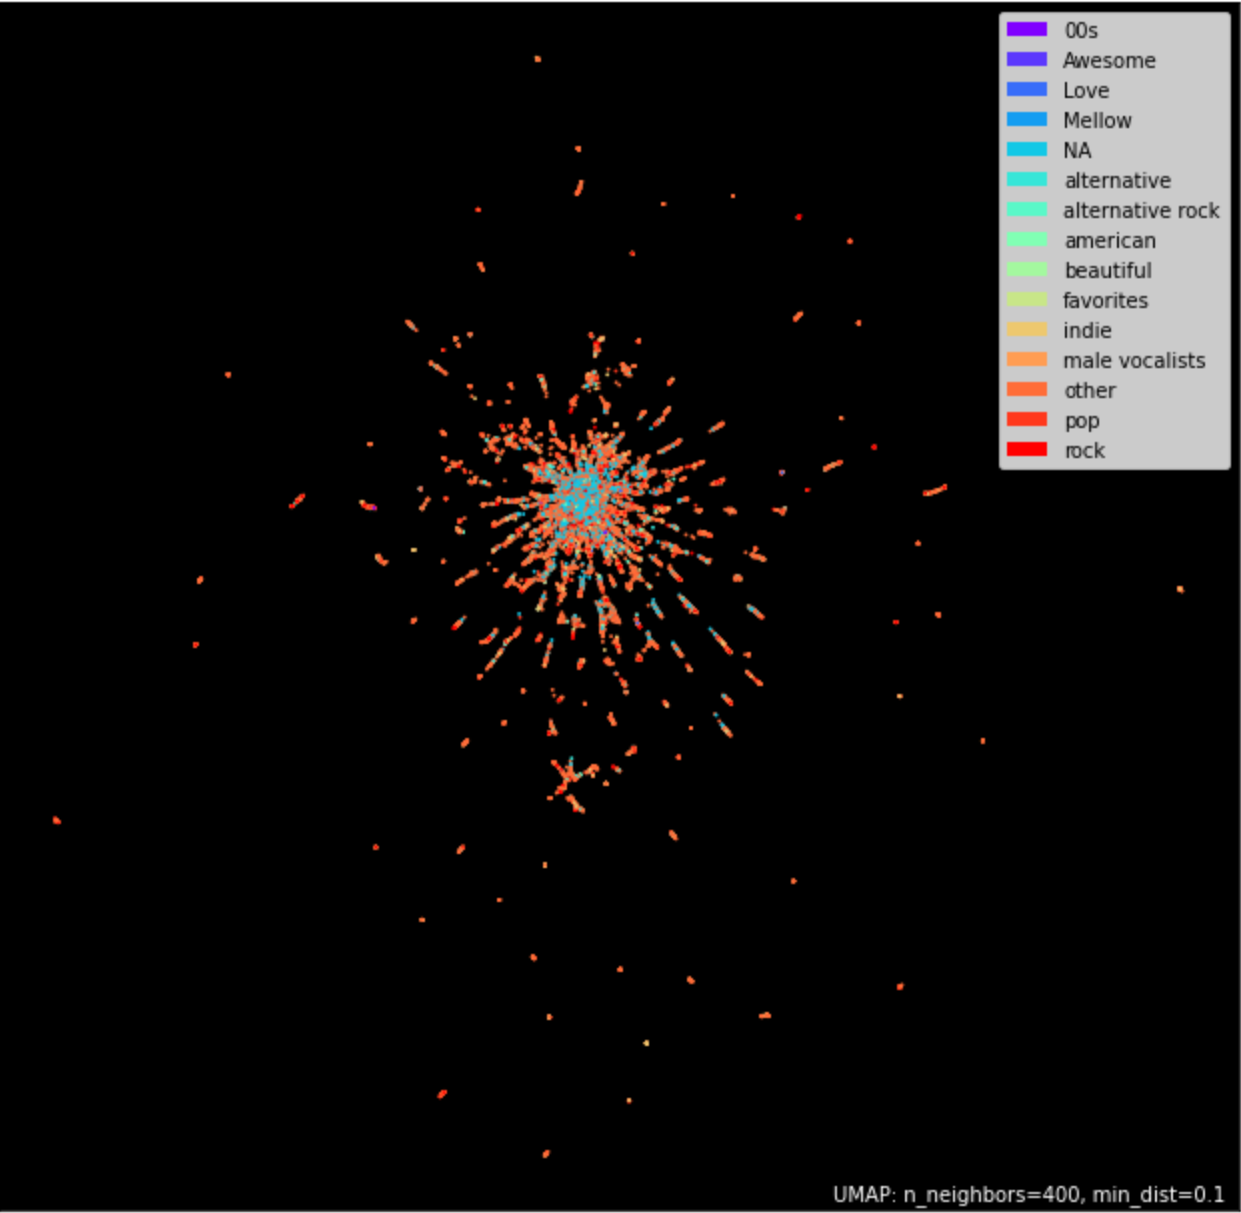 00s
Awesome
Love
Mellow
NA
alternative
alternative rock
american
beautiful
favorites
indie
male vocalists
other
pop
rock
UMAP: n_neighbors=400, min_dist=0.1